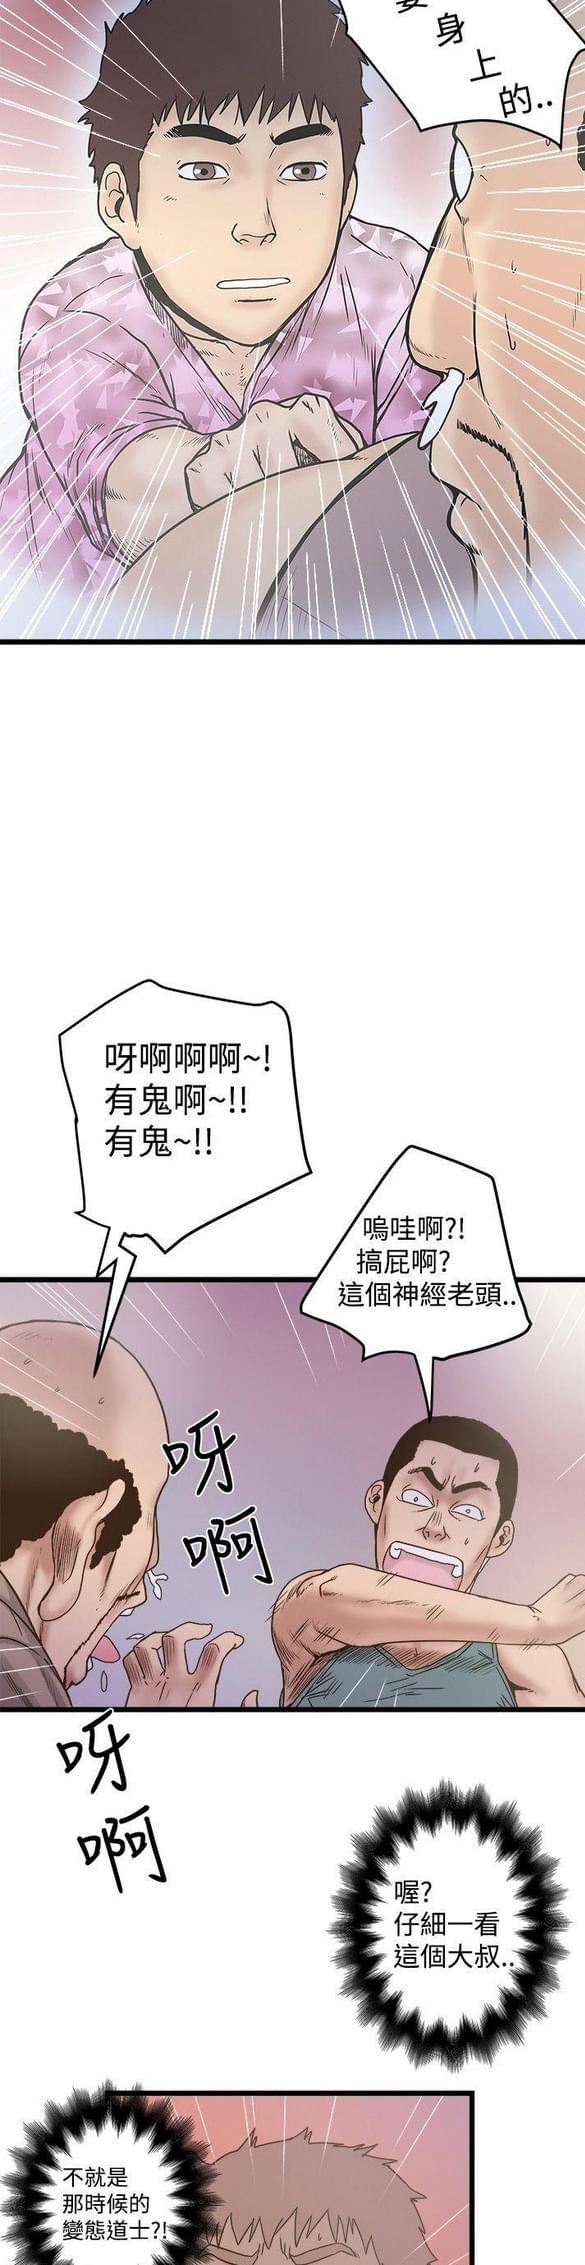 身上的..
呀啊啊啊~!
有鬼啊~!!
有鬼~!!
嗚哇啊?!
搞屁啊?
這個神經老頭..
呀啊
呀啊
喔?
仔細一看
這個大叔..
不就是
那時候的
變態道士?!